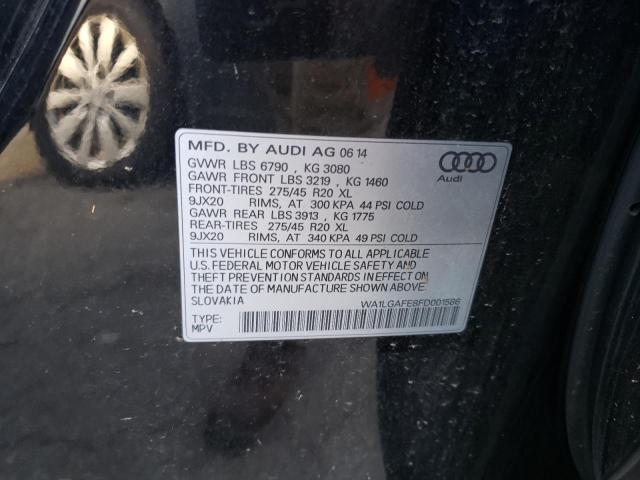 MFD. BY AUDI AG 06 14
GVWR LBS 6790 , KG 3080
GAWR FRONT LBS 3219 , KG 1460
FRONT-TIRES 275/45 R20 XL
9JX20 RIMS, AT 300 KPA 44 PSI COLD
GAWR REAR LBS 3913 , KG 1775
REAR-TIRES 275/45 R20 XL
9JX20 RIMS, AT 340 KPA 49 PSI COLD
Audi
THIS VEHICLE CONFORMS TO ALL APPLICABLE
U.S. FEDERAL MOTOR VEHICLE SAFETY AND
THEFT PREVENTION STANDARDS IN EFFECT ON
THE DATE OF MANUFACTURE SHOWN ABOVE
SLOVAKIA
WA1LGAFE8FD001586
TYPE:
MPV